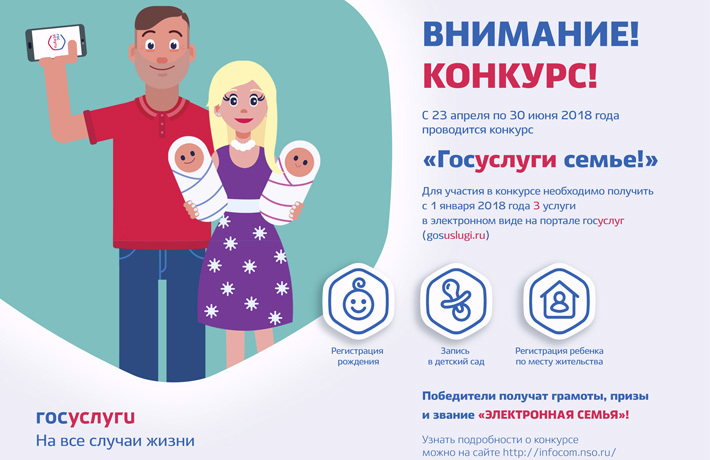 ВНИМАНИЕ!
КОНКУРС!
С 23 апреля по 30 июня 2018 года
проводится конкурс
«Госуслуги семье!»
Для участия в конкурсе необходимо получить
с 1 января 2018 года 3 услуги
в электронном виде на портале госуслуг
(gosuslugi.ru)
Регистрация
рождения
Запись
в детский сад
Регистрация ребенка
по месту жительства
Победители получат грамоты, призы
и звание «ЭЛЕКТРОННАЯ СЕМЬЯ»!
Узнать подробности о конкурсе
можно на сайте http://infocom.nso.ru/
госуслуги
На все случаи жизни